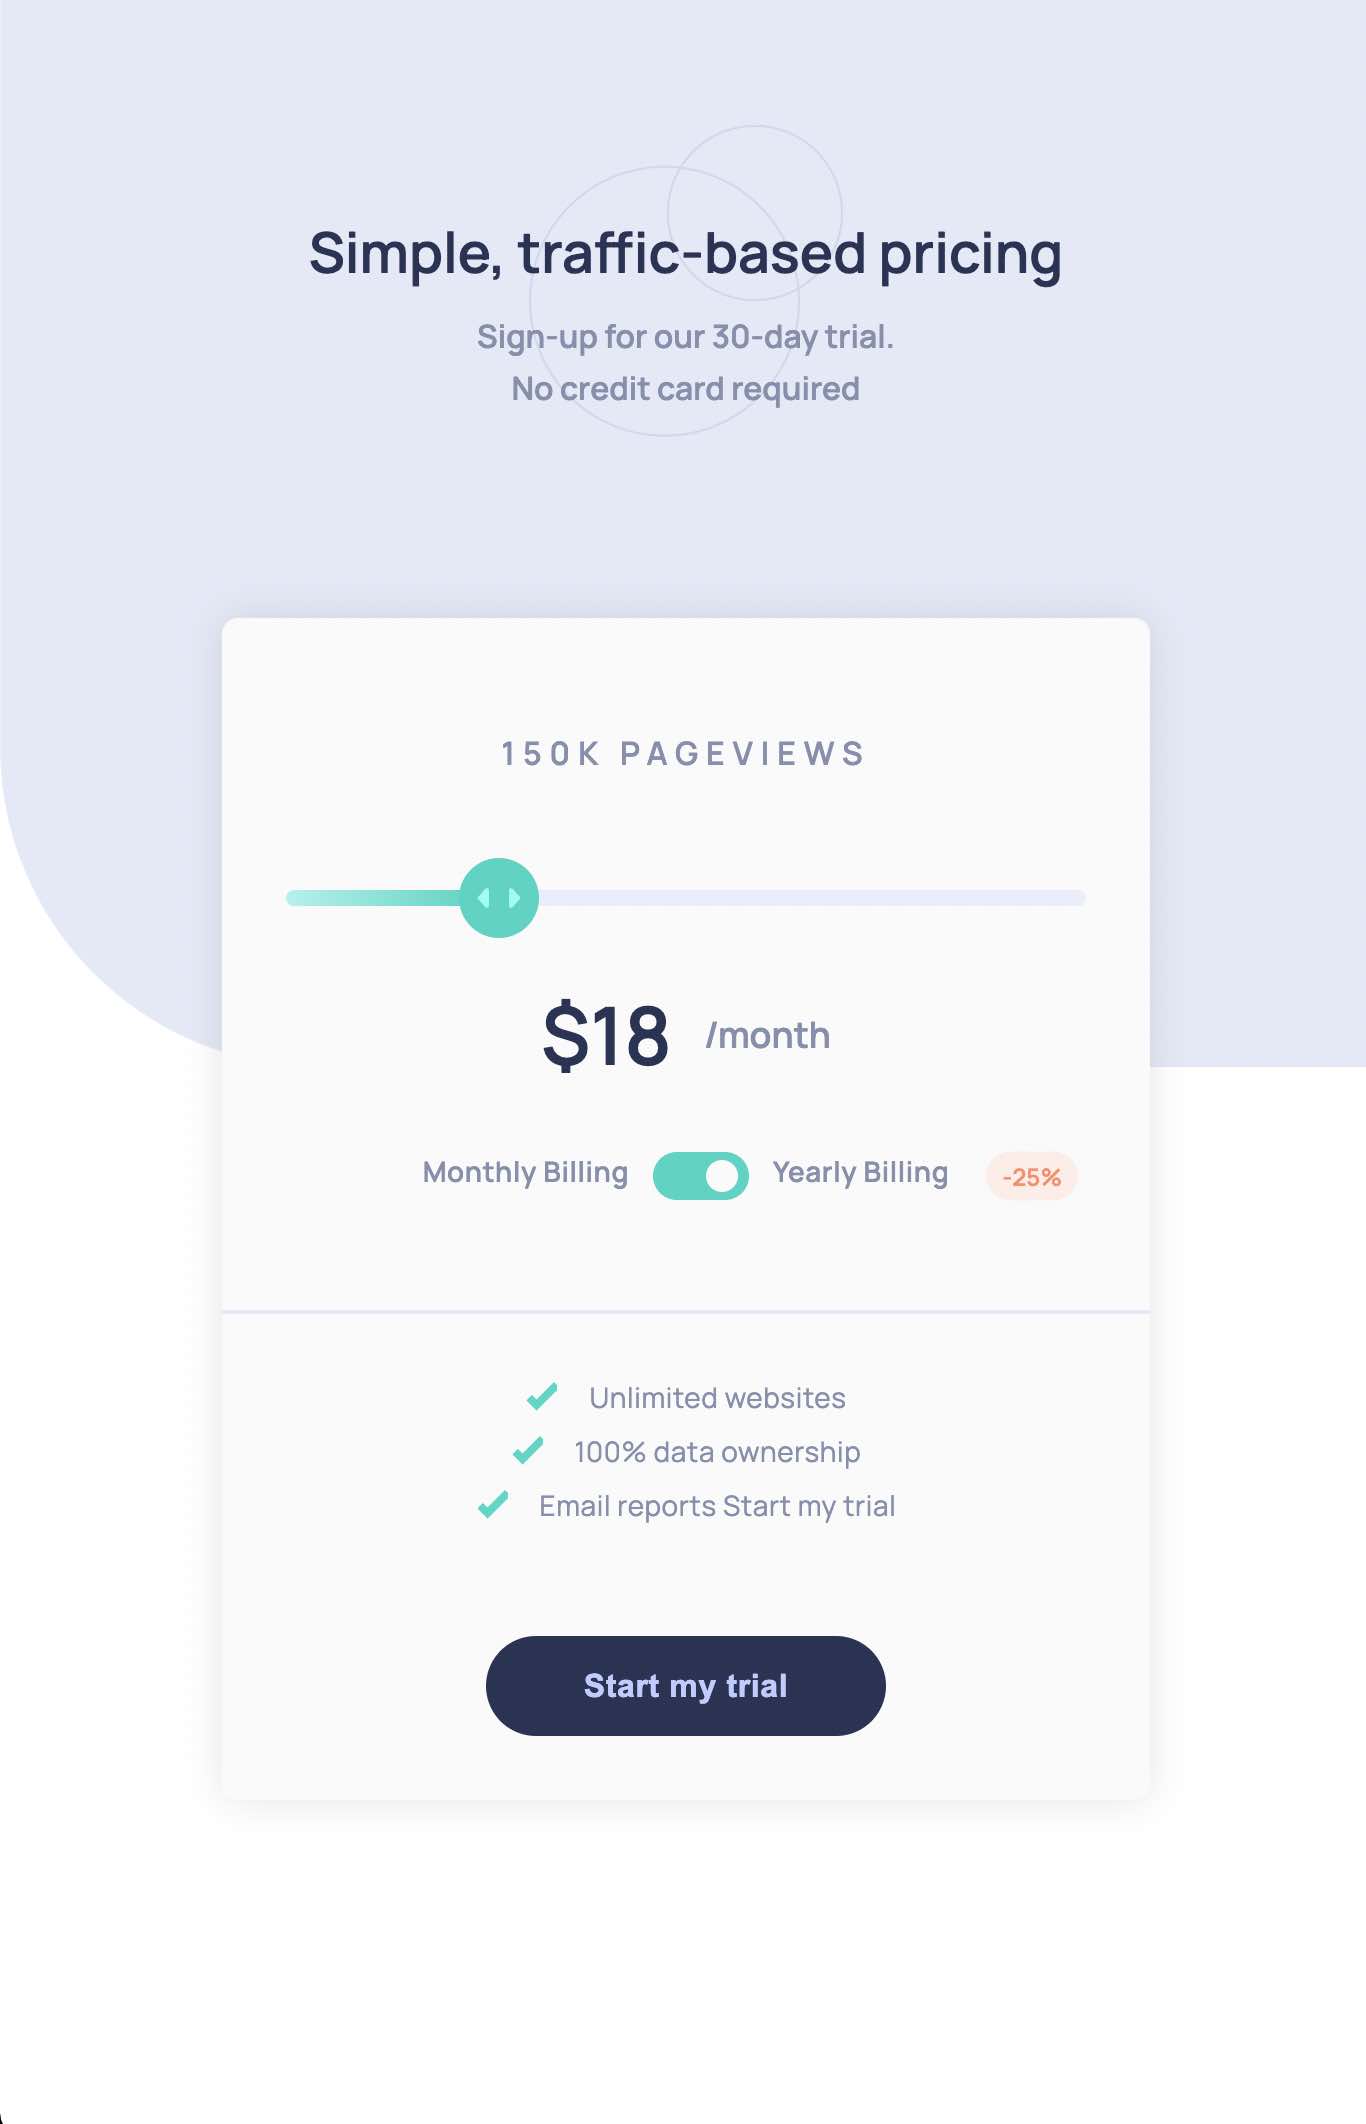 Simple, traffic-based pricing
Sign-up for our 30-day trial.
No credit card required
150K PAGEVIEWS
$18 /month
Monthly Billing Yearly Billing -25%
Unlimited websites
100% data ownership
Email reports Start my trial
Start my trial